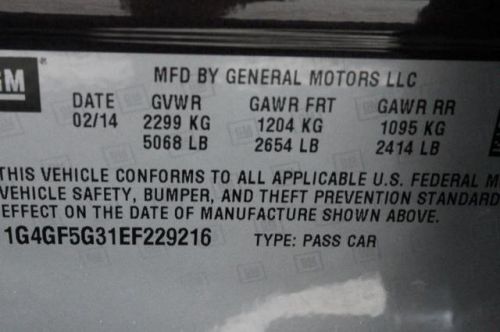 GM® MFD BY GENERAL MOTORS LLC
DATE GVWR GAWR FRT GAWR RR
02/14 2299 KG 1204 KG 1095 KG
5068 LB 2654 LB 2414 LB
THIS VEHICLE CONFORMS TO ALL APPLICABLE U.S. FEDERAL M
VEHICLE SAFETY, BUMPER, AND THEFT PREVENTION STANDARD
EFFECT ON THE DATE OF MANUFACTURE SHOWN ABOVE.
1G4GF5G31EF229216 TYPE: PASS CAR